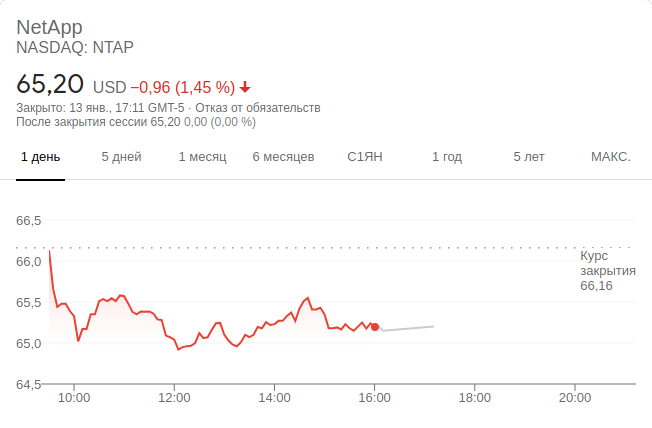 NetApp
NASDAQ: NTAP
65,20 USD −0,96 (1,45 %)
Закрыто: 13 янв., 17:11 GMT-5 · Отказ от обязательств
После закрытия сессии 65,20 0,00 (0,00 %)
1 день 5 дней 1 месяц 6 месяцев С1ЯН 1 год 5 лет МАКС.
66,5
66,0
65,5
65,0
64,5
Курс
закрытия
66,16
10:00 12:00 14:00 16:00 18:00 20:00